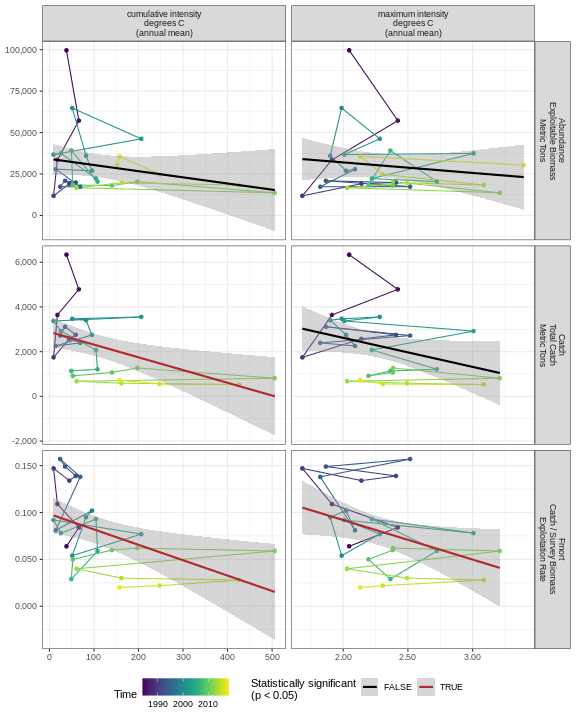 cumulative intensity
degrees C
(annual mean)
maximum intensity
degrees C
(annual mean)
100,000
75,000
50,000
25,000
0
Abundance
Exploitable Biomass
Metric Tons
6,000
4,000
2,000
0
-2,000
Catch
Total Catch
Metric Tons
0.150
0.100
0.050
0.000
Fmort
Catch / Survey Biomass
Exploitation Rate
0
100
200
300
400
500
2.00
2.50
3.00
Time
1990
2000
2010
Statistically significant
(p < 0.05)
FALSE
TRUE